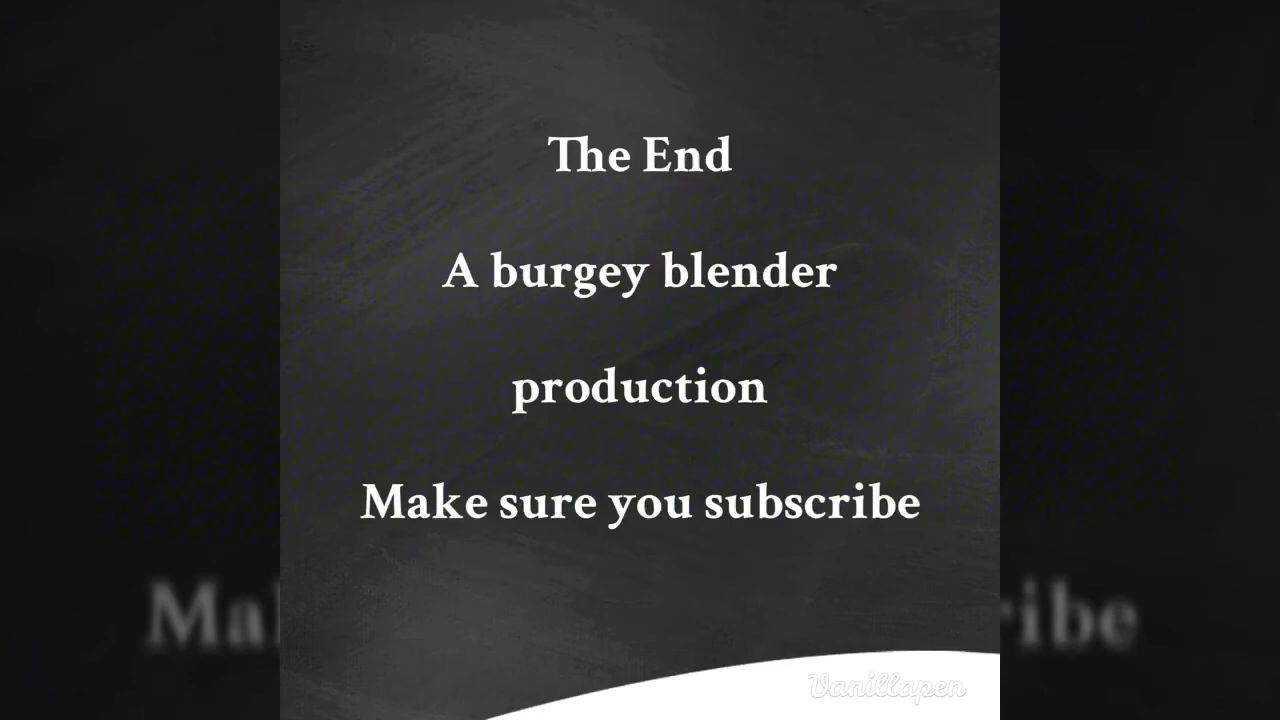 The End
A burgey blender
production
Make sure you subscribe
Vanillapen